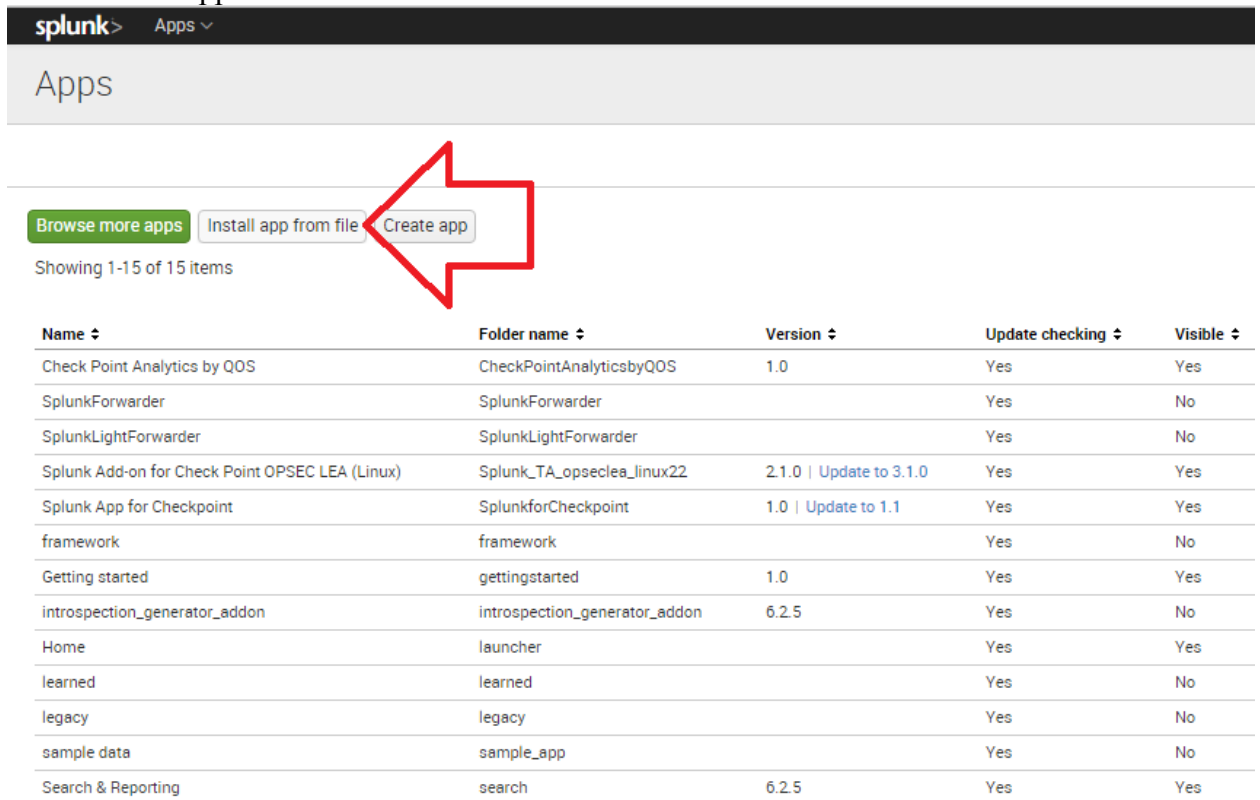 splunk> Apps
Apps
Browse more apps Install app from file Create app
Showing 1-15 of 15 items
Name Folder name Version Update checking Visible
Check Point Analytics by QOS CheckPointAnalyticsbyQOS 1.0 Yes Yes
SplunkForwarder SplunkForwarder Yes No
SplunkLightForwarder SplunkLightForwarder Yes No
Splunk Add-on for Check Point OPSEC LEA (Linux) Splunk_TA_opseclea_linux22 2.1.0 | Update to 3.1.0 Yes Yes
Splunk App for Checkpoint SplunkforCheckpoint 1.0 | Update to 1.1 Yes Yes
framework framework Yes No
Getting started gettingstarted 1.0 Yes Yes
introspection_generator_addon introspection_generator_addon 6.2.5 Yes No
Home launcher Yes Yes
learned learned Yes No
legacy legacy Yes No
sample data sample_app Yes No
Search & Reporting search 6.2.5 Yes Yes